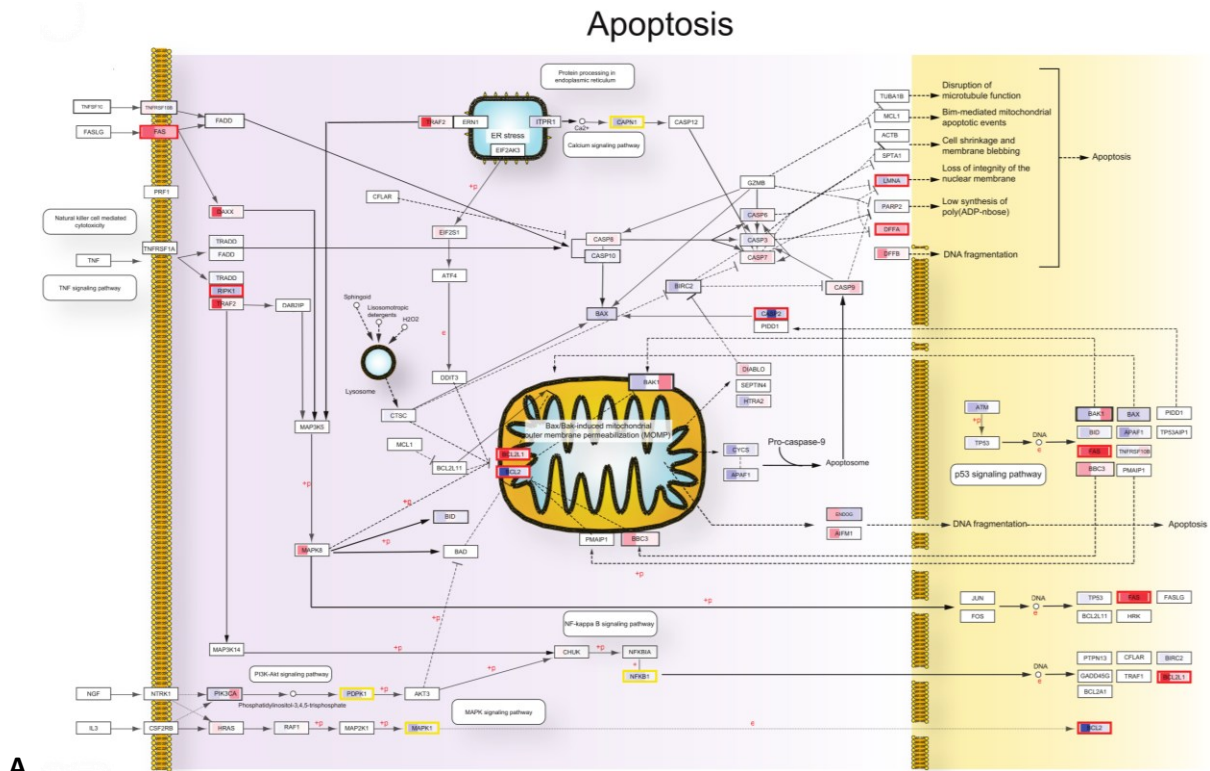 Apoptosis
Protein processing in
endoplasmic reticulum
TNFSF10
TNFRSF10B
FADD
FASLG
FAS
TRAF2
ERN1
ER stress
EIF2AK3
ITPR1
Ca2+
CAPN1
CASP12
Calcium signaling pathway
TUBA1B
MCL1
ACTB
SPTA1
LMNA
PARP2
DFFA
DFFB
Disruption of
microtubule function
Bim-mediated mitochondrial
apoptotic events
Cell shrinkage and
membrane blebbing
Loss of integrity of the
nuclear membrane
Low synthesis of
poly(ADP-ribose)
DNA fragmentation
Apoptosis
PRF1
Natural killer cell mediated
cytotoxicity
DAXX
+p
CFLAR
GZMB
EIF2S1
CASP8
CASP10
CASP6
CASP3
CASP7
TNFRSF1A
TRADD
FADD
TNF
TNF signaling pathway
TRADD
RIPK1
TRAF2
DAB2IP
ATF4
BIRC2
CASP9
Sphingoid
Lisosomotropic
detergents
H2O2
BAX
CASP2
PIDD1
e
Lysosome
DDIT3
CTSC
BAK1
DIABLO
SEPTIN4
HTRA2
Bax/Bak-induced mitochondrial
outer membrane permeabilization (MOMP)
MAP3K5
MCL1
BCL2L11
BCL2L1
BCL2
CYCS
APAF1
Pro-caspase-9
Apoptosome
ATM
+p
TP53
DNA
e
BAK1
BAX
PIDD1
BID
APAF1
TP53AIP1
FAS
TNFRSF10B
BBC3
PMAIP1
p53 signaling pathway
+p
+p
BID
ENDOG
AIFM1
DNA fragmentation
Apoptosis
MAPK8
+p
BAD
PMAIP1
BBC3
+p
+p
JUN
FOS
DNA
e
TP53
FAS
FASLG
BCL2L11
HRK
+p
NF-kappa B signaling pathway
MAP3K14
+p
CHUK
+p
NFKBIA
+
NFKB1
DNA
e
PTPN13
CFLAR
BIRC2
GADD45G
TRAF1
BCL2L1
BCL2A1
PI3K-Akt signaling pathway
+p
NGF
NTRK1
PIK3CA
PDPK1
+p
AKT3
Phosphatidylinositol-3,4,5-trisphosphate
MAPK signaling pathway
IL3
CSF2RB
HRAS
RAF1
+p
MAP2K1
+p
MAPK1
e
BCL2
A